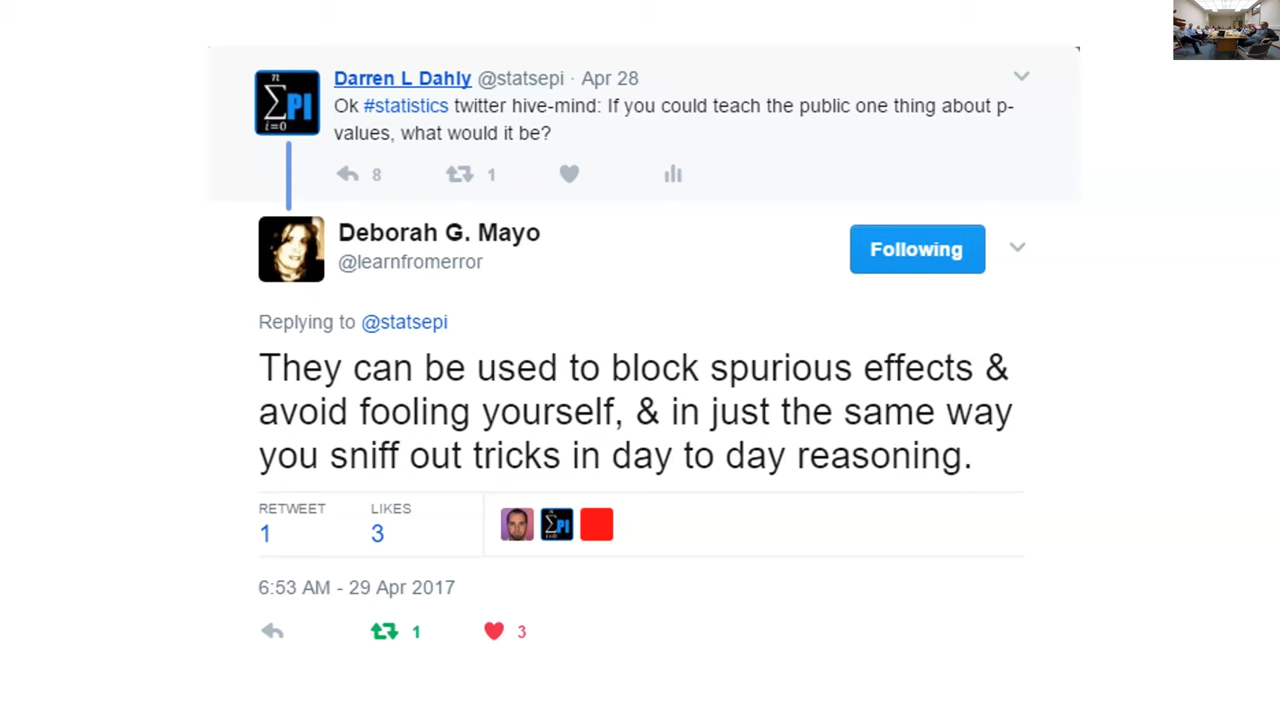 Darren L Dahly @statsepi · Apr 28
Ok #statistics twitter hive-mind: If you could teach the public one thing about p-
values, what would it be?
8 1
Deborah G. Mayo
@learnfromerror
Following
Replying to @statsepi
They can be used to block spurious effects &
avoid fooling yourself, & in just the same way
you sniff out tricks in day to day reasoning.
RETWEET LIKES
1 3
6:53 AM - 29 Apr 2017
1 3
n
∑PI
i=0